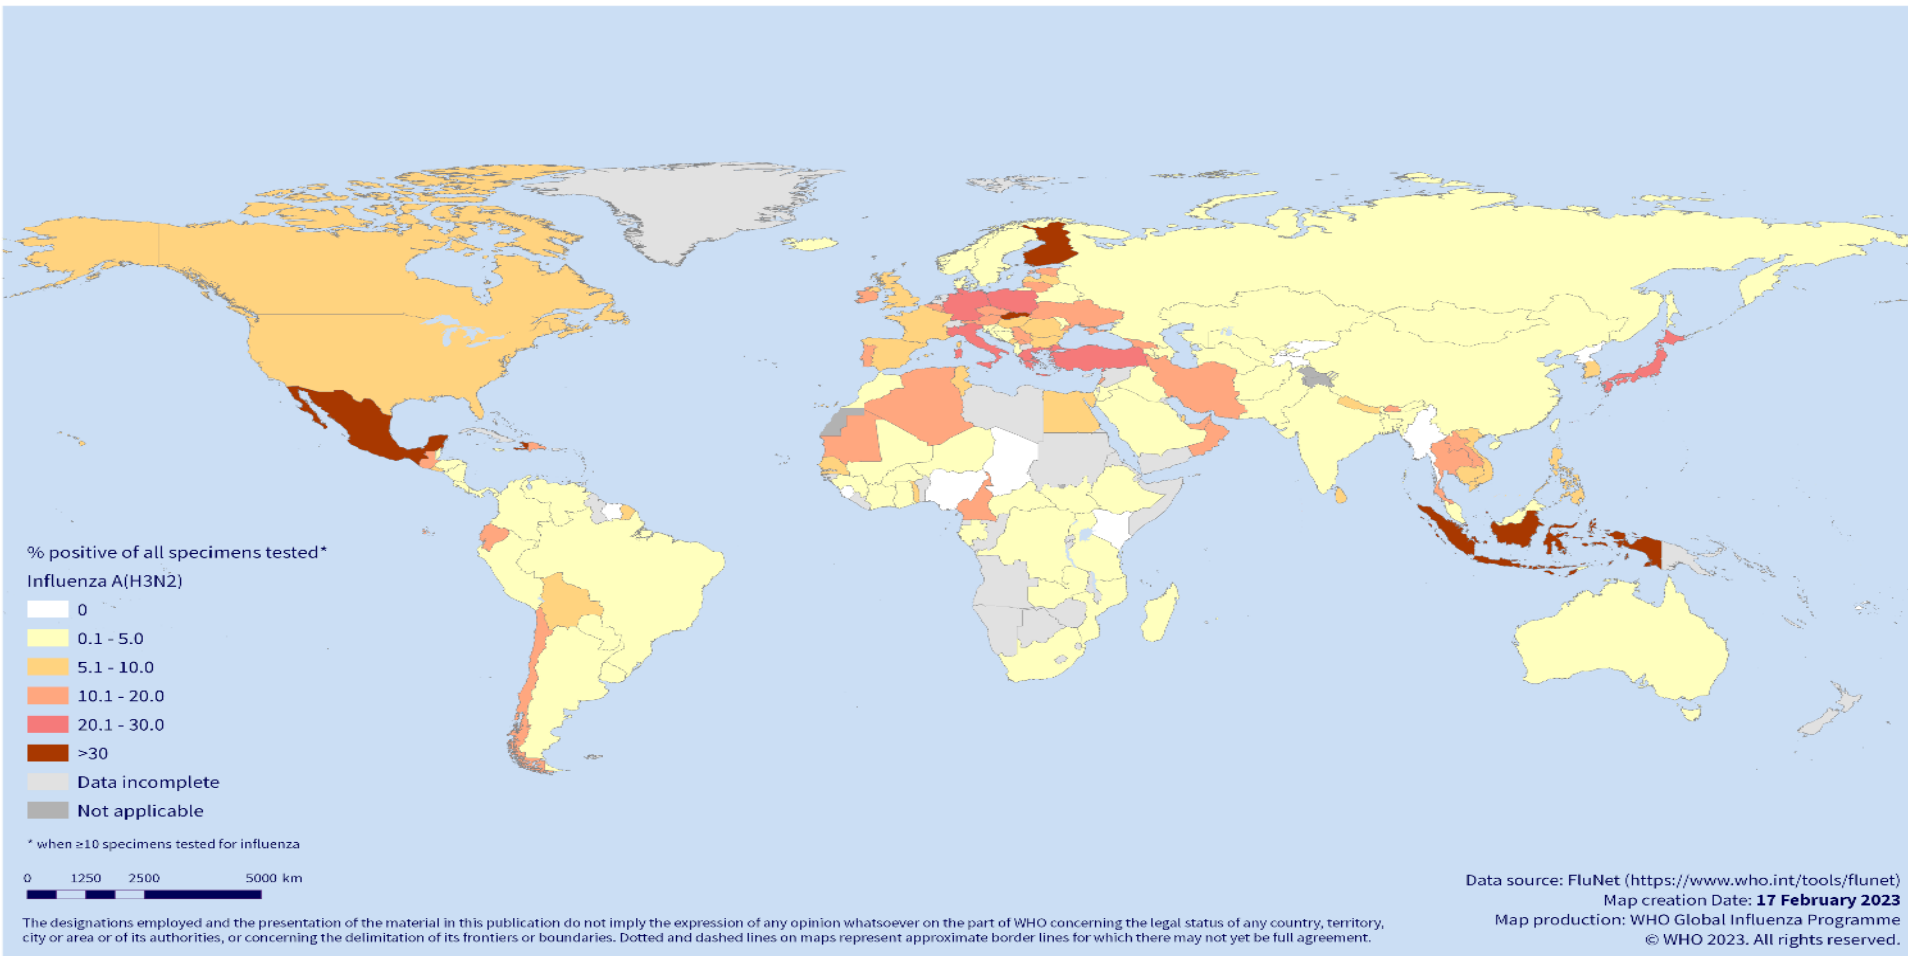 % positive of all specimens tested*
Influenza A(H3N2)
0
0.1 - 5.0
5.1 - 10.0
10.1 - 20.0
20.1 - 30.0
>30
Data incomplete
Not applicable
* when ≥10 specimens tested for influenza
0 1250 2500 5000 km
Data source: FluNet (https://www.who.int/tools/flunet)
Map creation Date: 17 February 2023
Map production: WHO Global Influenza Programme
© WHO 2023. All rights reserved.
The designations employed and the presentation of the material in this publication do not imply the expression of any opinion whatsoever on the part of WHO concerning the legal status of any country, territory,
city or area or of its authorities, or concerning the delimitation of its frontiers or boundaries. Dotted and dashed lines on maps represent approximate border lines for which there may not yet be full agreement.